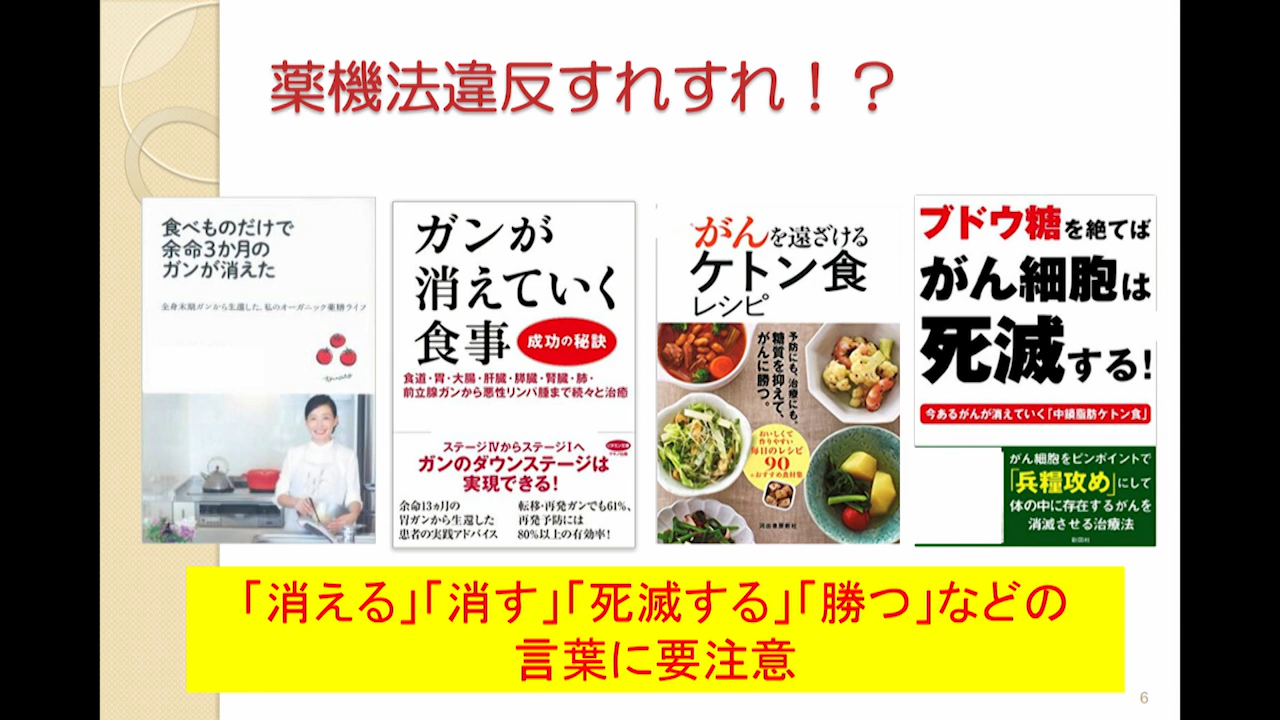 薬機法違反すれすれ！？
食べものだけで
余命3か月の
ガンが消えた
全身末期ガンから生還した、私のオーガニック薬膳ライフ
ガンが
消えていく
食事
成功の秘訣
食道・胃・大腸・肝臓・膵臓・腎臓・肺・
前立腺ガンから悪性リンパ腫まで続々と治癒
ステージⅣからステージⅠへ
ガンのダウンステージは
実現できる！
余命13ヵ月の
胃ガンから生還した
患者の実践アドバイス
転移・再発ガンでも61％、
再発予防には
80％以上の有効率！
がんを遠ざける
ケトン食
レシピ
予防にも、治療にも。
糖質を抑えて、
がんに勝つ。
おいしくて
作りやすい
毎日のレシピ
90
+おすすめ食材集
河出書房新社
ブドウ糖を絶てば
がん細胞は
死滅する！
今あるがんが消えていく「中鎖脂肪ケトン食」
がん細胞をピンポイントで
「兵糧攻め」にして
体の中に存在するがんを
消滅させる治療法
彩図社
「消える」「消す」「死滅する」「勝つ」などの
言葉に要注意
6